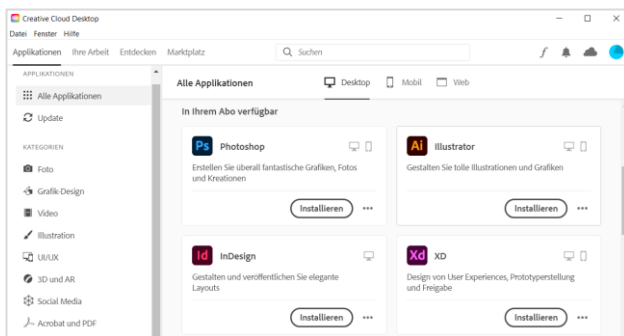 Creative Cloud Desktop
Datei Fenster Hilfe
Applikationen Ihre Arbeit Entdecken Marktplatz Suchen
APPLIKATIONEN
Alle Applikationen
Update
KATEGORIEN
Foto
Grafik-Design
Video
Illustration
UI/UX
3D und AR
Social Media
Acrobat und PDF
Alle Applikationen Desktop Mobil Web
In Ihrem Abo verfügbar
Ps Photoshop
Erstellen Sie überall fantastische Grafiken, Fotos
und Kreationen
Installieren
Ai Illustrator
Gestalten Sie tolle Illustrationen und Grafiken
Installieren
Id InDesign
Gestalten und veröffentlichen Sie elegante
Layouts
Installieren
Xd XD
Design von User Experiences, Prototyperstellung
und Freigabe
Installieren